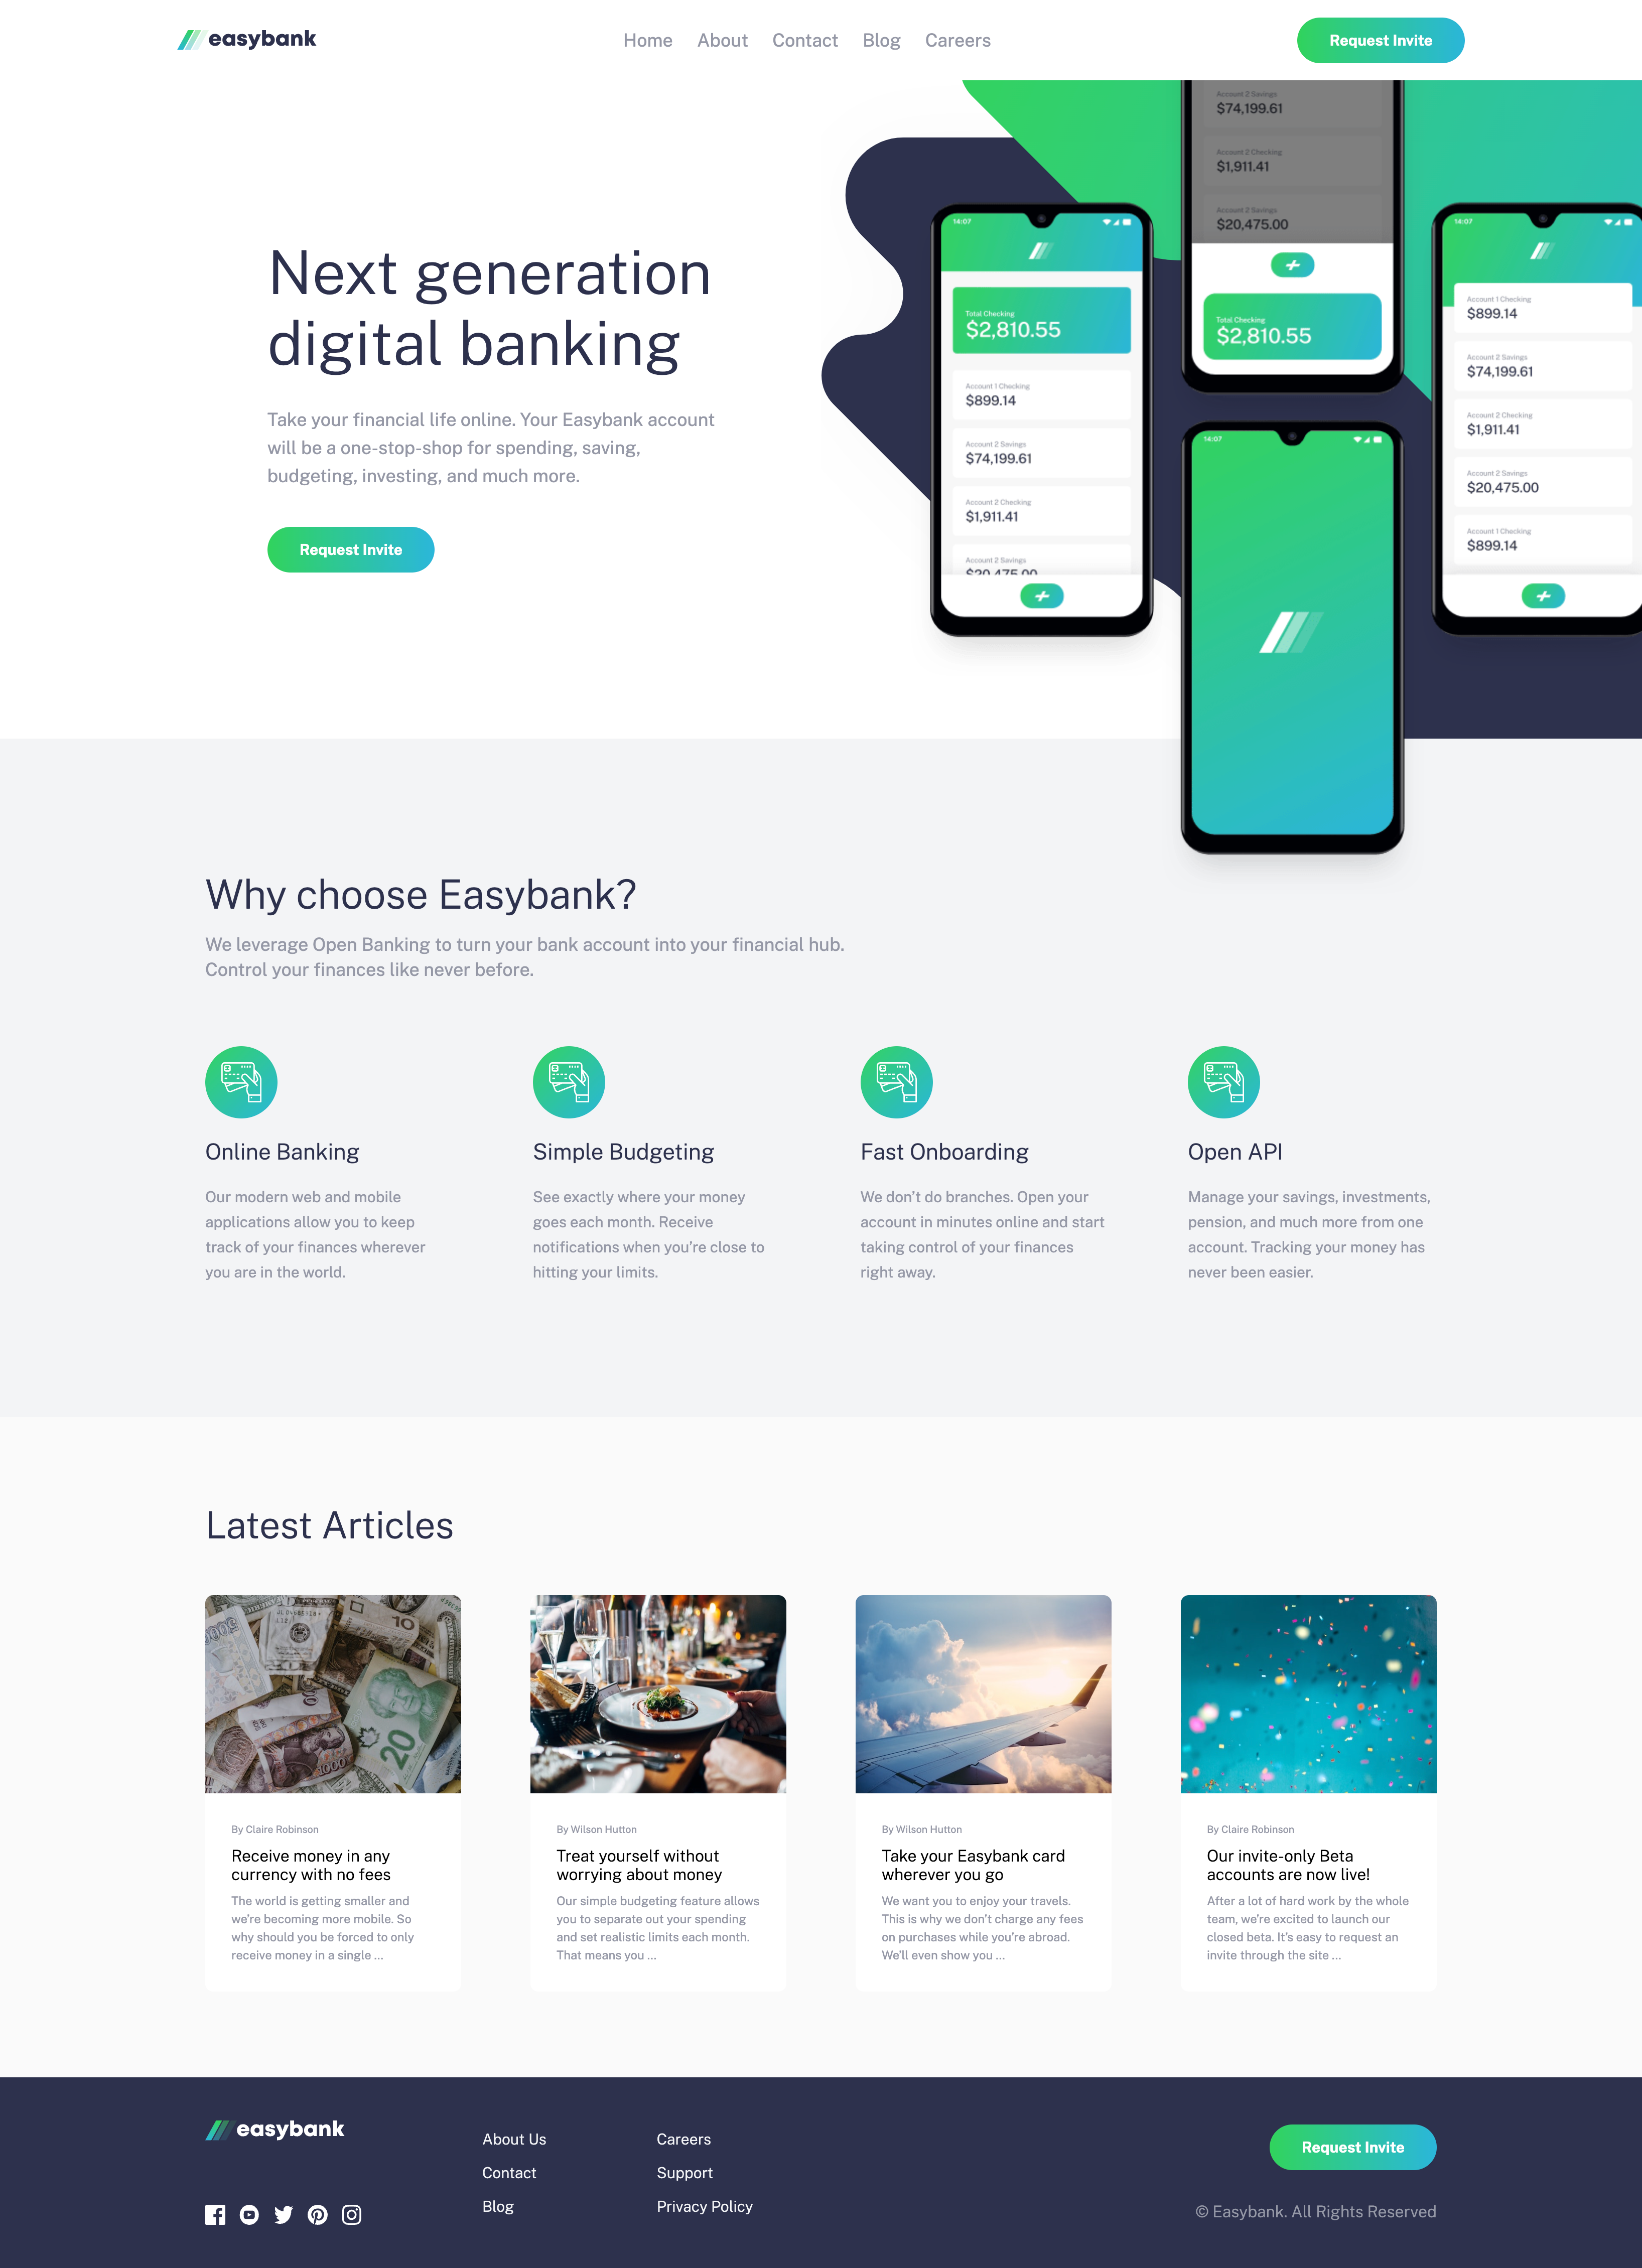 easybank
Home About Contact Blog Careers
Request Invite
Next generation
digital banking
Take your financial life online. Your Easybank account
will be a one-stop-shop for spending, saving,
budgeting, investing, and much more.
Request Invite
14:07
Total Checking
$2,810.55
Account 1 Checking
$899.14
Account 2 Savings
$74,199.61
Account 2 Checking
$1,911.41
Account 2 Savings
$20,475.00
Account 2 Savings
$74,199.61
Account 2 Checking
$1,911.41
Account 2 Savings
$20,475.00
Total Checking
$2,810.55
14:07
14:07
Account 1 Checking
$899.14
Account 2 Savings
$74,199.61
Account 2 Checking
$1,911.41
Account 2 Savings
$20,475.00
Account 1 Checking
$899.14
Why choose Easybank?
We leverage Open Banking to turn your bank account into your financial hub.
Control your finances like never before.
Online Banking
Our modern web and mobile
applications allow you to keep
track of your finances wherever
you are in the world.
Simple Budgeting
See exactly where your money
goes each month. Receive
notifications when you’re close to
hitting your limits.
Fast Onboarding
We don’t do branches. Open your
account in minutes online and start
taking control of your finances
right away.
Open API
Manage your savings, investments,
pension, and much more from one
account. Tracking your money has
never been easier.
Latest Articles
10
20
1000
By Claire Robinson
Receive money in any
currency with no fees
The world is getting smaller and
we’re becoming more mobile. So
why should you be forced to only
receive money in a single …
By Wilson Hutton
Treat yourself without
worrying about money
Our simple budgeting feature allows
you to separate out your spending
and set realistic limits each month.
That means you …
By Wilson Hutton
Take your Easybank card
wherever you go
We want you to enjoy your travels.
This is why we don’t charge any fees
on purchases while you’re abroad.
We’ll even show you …
By Claire Robinson
Our invite-only Beta
accounts are now live!
After a lot of hard work by the whole
team, we’re excited to launch our
closed beta. It’s easy to request an
invite through the site …
easybank
About Us
Contact
Blog
Careers
Support
Privacy Policy
Request Invite
© Easybank. All Rights Reserved